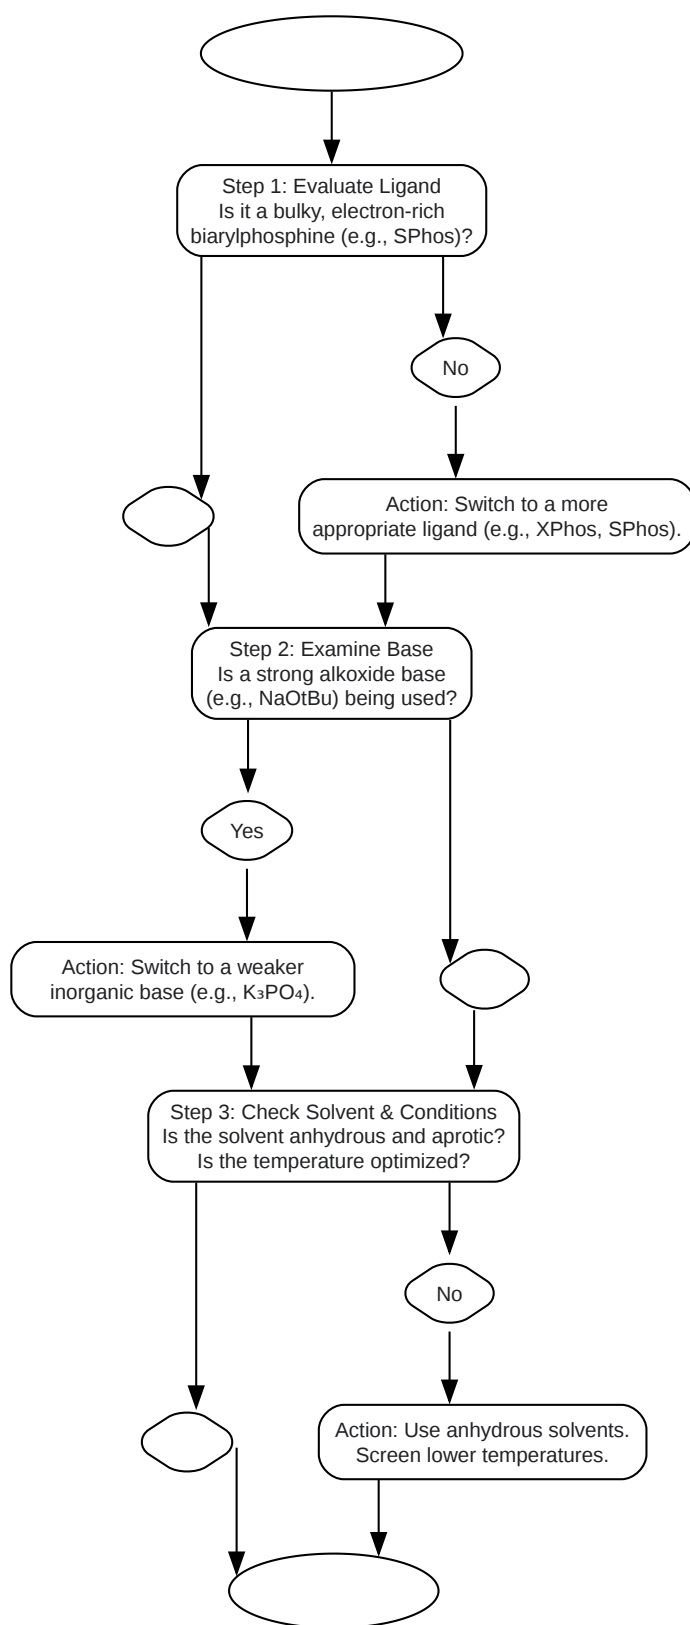 Step 1: Evaluate Ligand
Is it a bulky, electron-rich
biarylphosphine (e.g., SPhos)?
No
Action: Switch to a more
appropriate ligand (e.g., XPhos, SPhos).
Step 2: Examine Base
Is a strong alkoxide base
(e.g., NaOtBu) being used?
Yes
Action: Switch to a weaker
inorganic base (e.g., K₃PO₄).
Step 3: Check Solvent & Conditions
Is the solvent anhydrous and aprotic?
Is the temperature optimized?
No
Action: Use anhydrous solvents.
Screen lower temperatures.